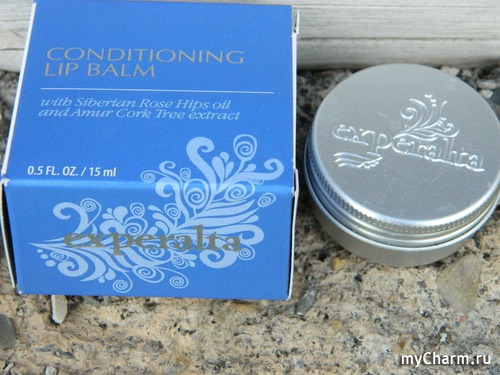 CONDITIONING
LIP BALM
with Siberian Rose Hips oil
and Amur Cork Tree extract
0.5 FL. OZ. / 15 ml
experalta
experalta
myCharm.ru